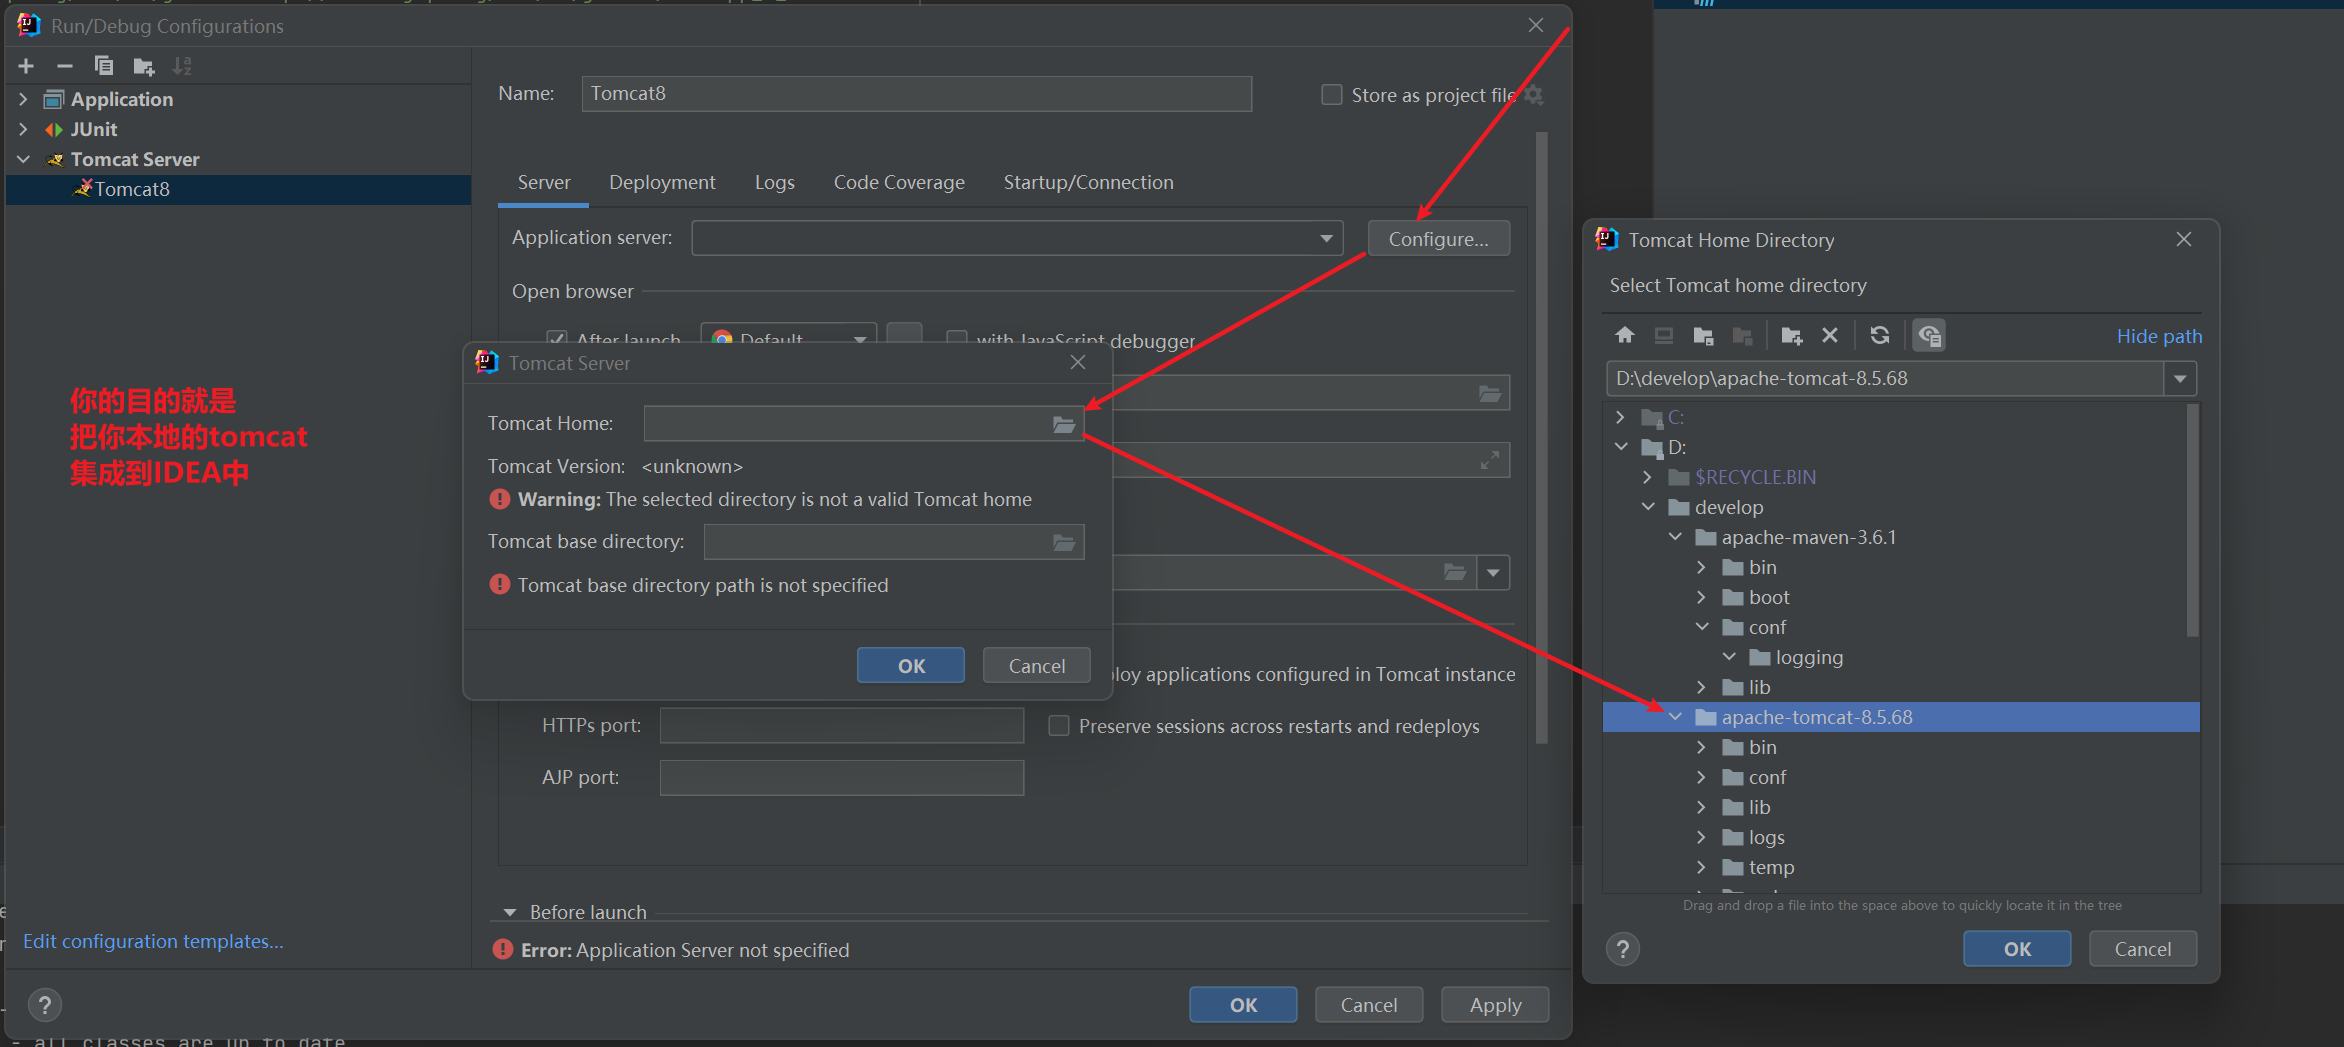 Run/Debug Configurations
Application
JUnit
Tomcat Server
Tomcat8
你的目的就是
把你本地的tomcat
集成到IDEA中
Edit configuration templates...
Name: Tomcat8
Store as project file
Server Deployment Logs Code Coverage Startup/Connection
Application server: Configure...
Open browser
After launch Default with JavaScript debugger
Tomcat Server
Tomcat Home:
Tomcat Version: <unknown>
Warning: The selected directory is not a valid Tomcat home
Tomcat base directory:
Tomcat base directory path is not specified
OK Cancel
applications configured in Tomcat instance
HTTPs port: Preserve sessions across restarts and redeploys
AJP port:
Before launch
Error: Application Server not specified
OK Cancel Apply
- all classes are up to date
Tomcat Home Directory
Select Tomcat home directory
Hide path
D:\develop\apache-tomcat-8.5.68
C:
D:
$RECYCLE.BIN
develop
apache-maven-3.6.1
bin
boot
conf
logging
lib
apache-tomcat-8.5.68
bin
conf
lib
logs
temp
Drag and drop a file into the space above to quickly locate it in the tree
OK Cancel